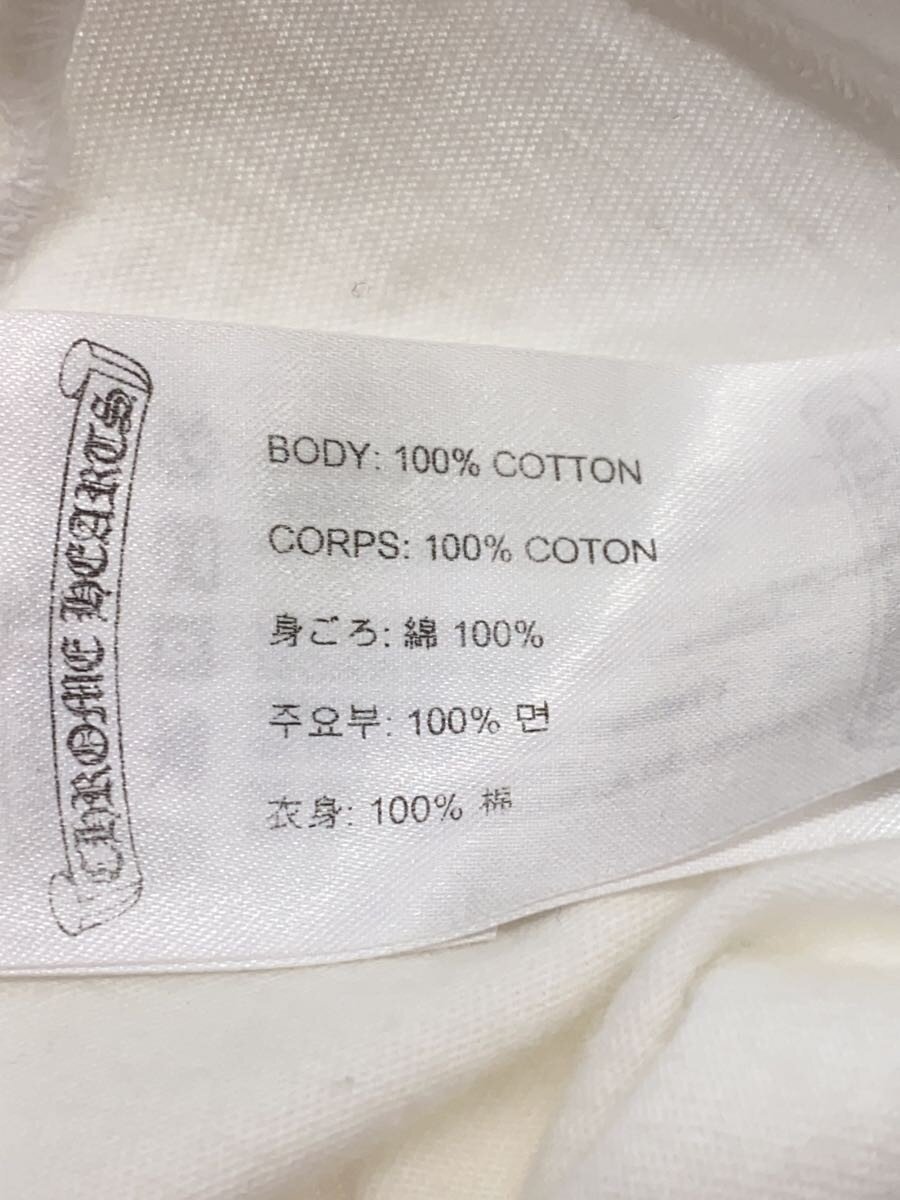 CHROME HEARTS
BODY: 100% COTTON
CORPS: 100% COTON
身ごろ: 綿 100%
주요부: 100% 면
衣身: 100% 棉